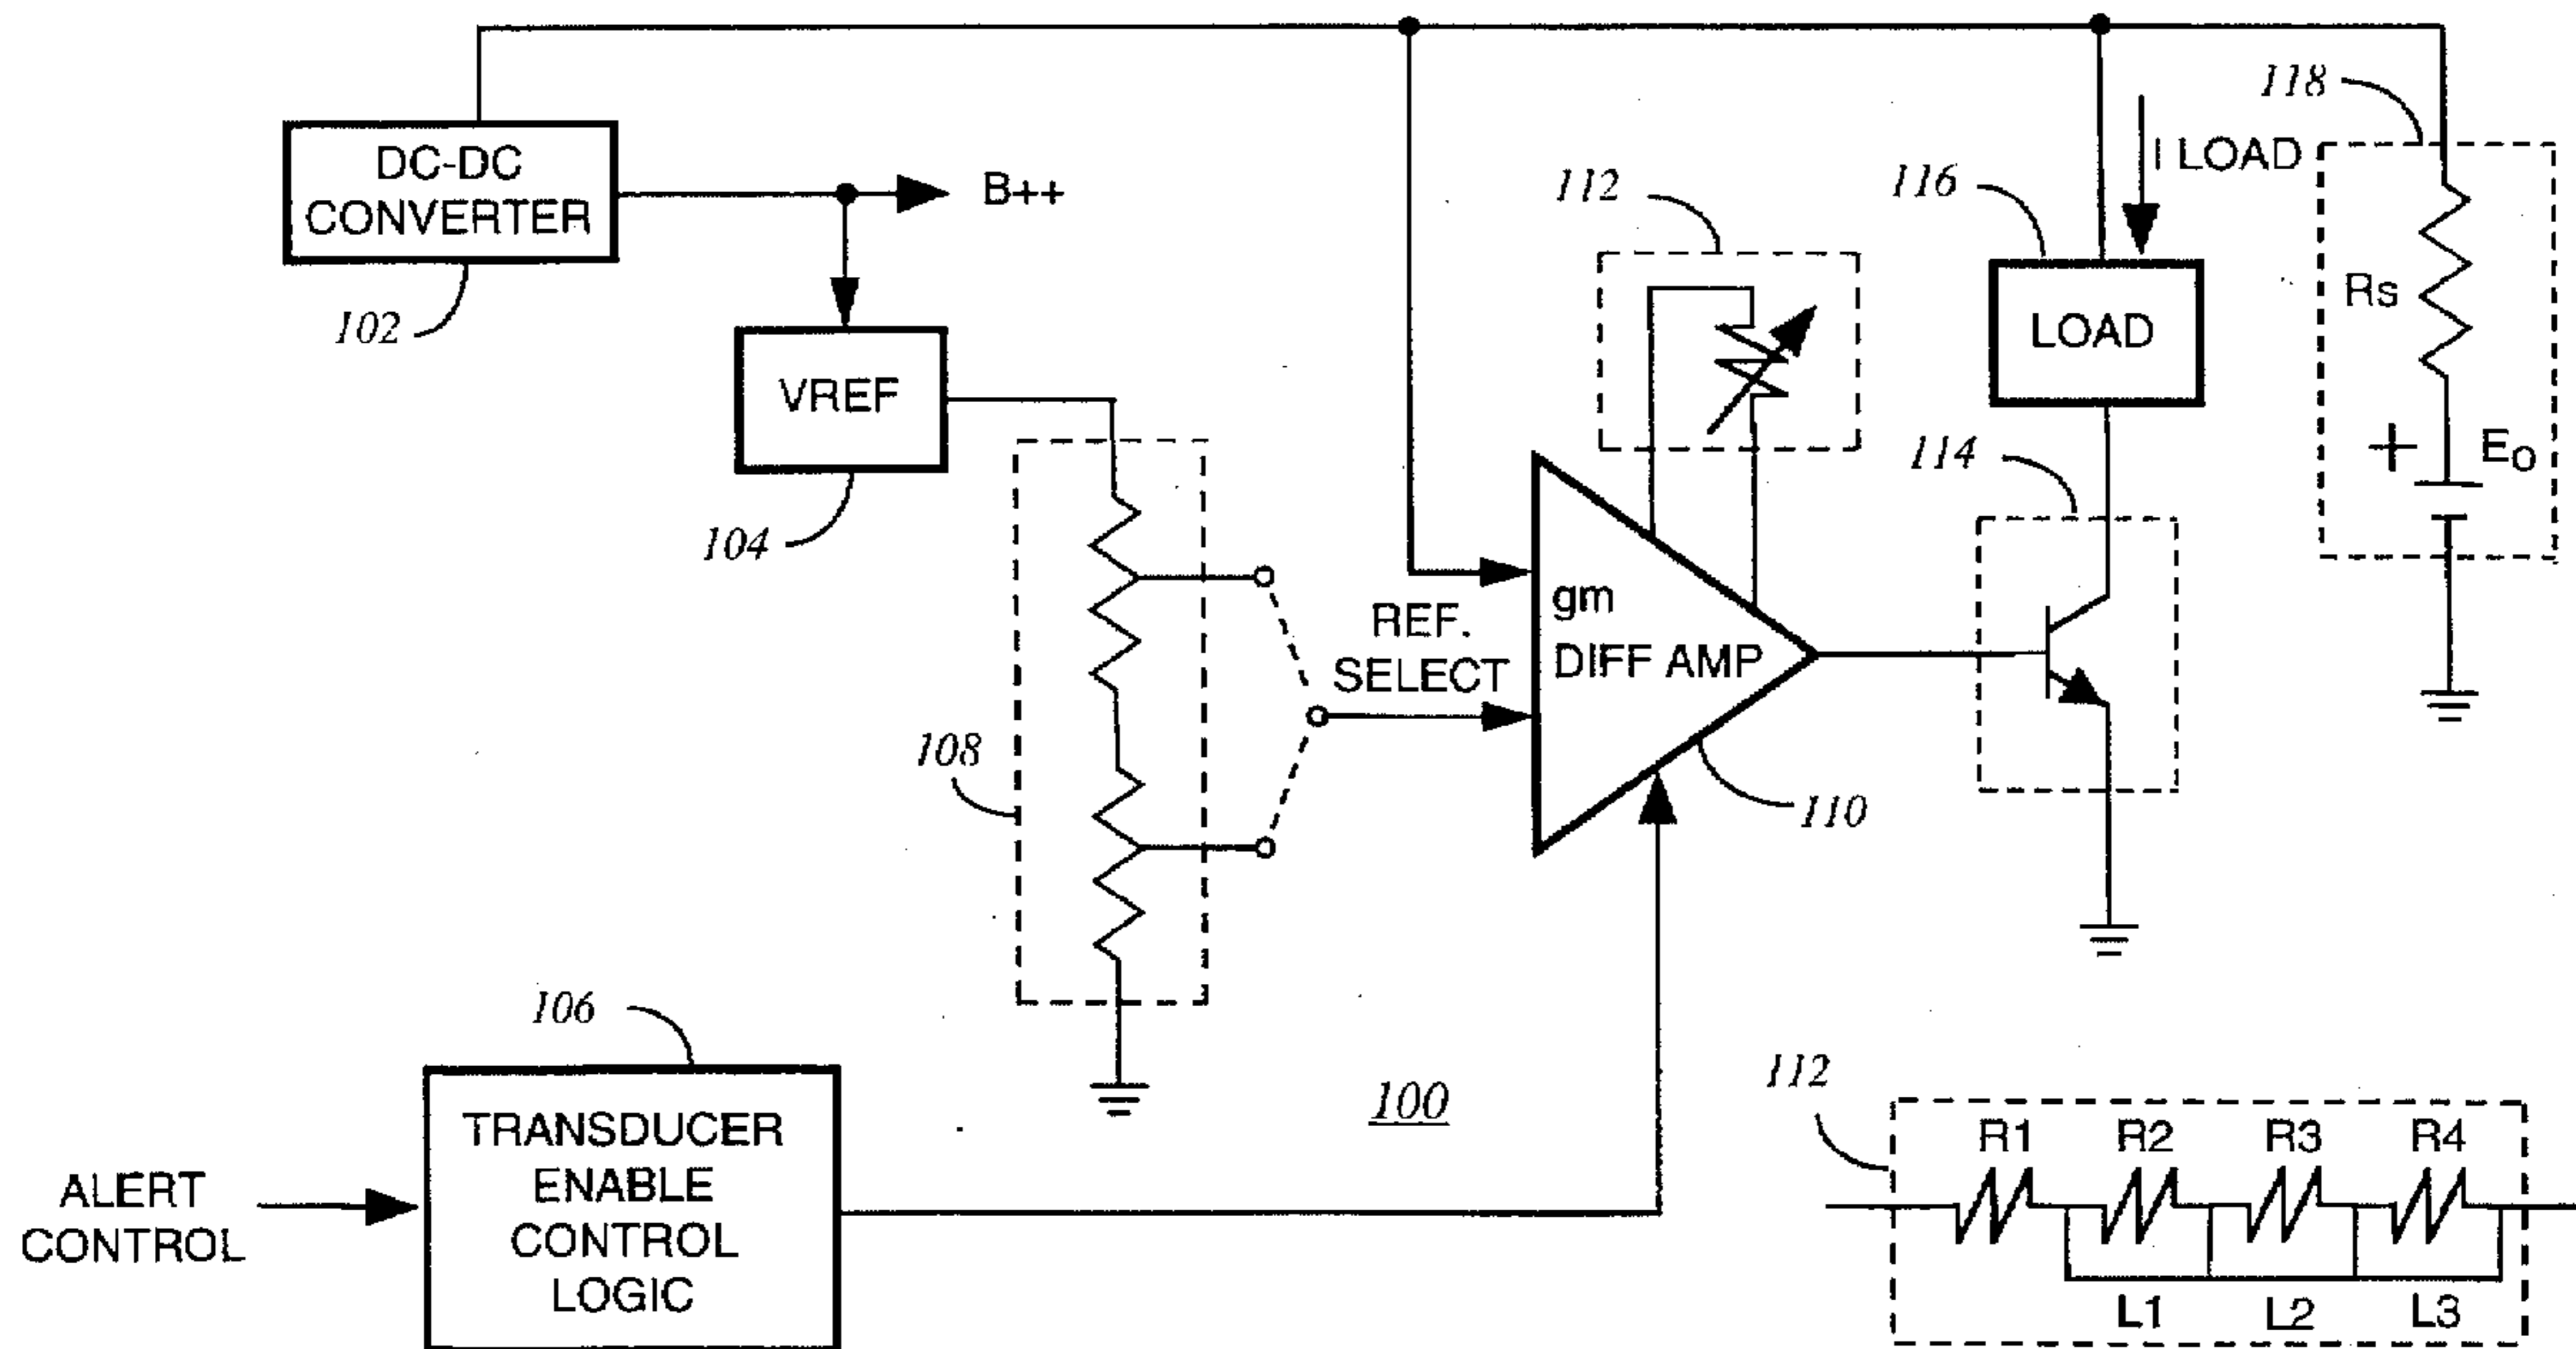 118
DC-DC
CONVERTER
B++
112
116
I LOAD
102
Rs
LOAD
VREF
+
E0
114
104
gm
DIFF AMP
REF.
SELECT
108
110
106
TRANSDUCER
ENABLE
CONTROL
LOGIC
ALERT
CONTROL
100
112
R1 R2 R3 R4
L1 L2 L3